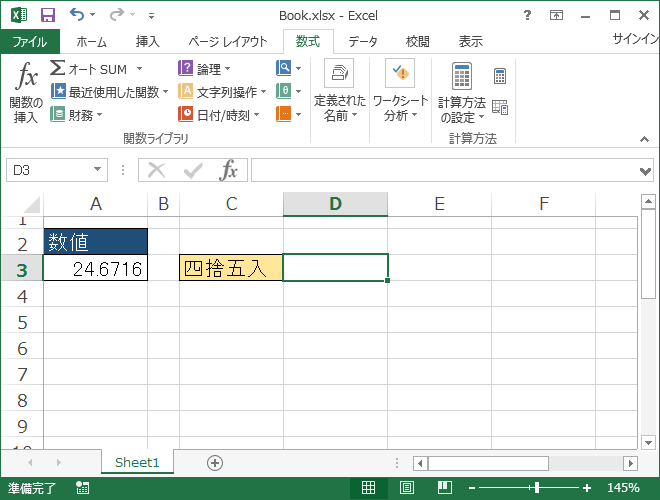 Book.xlsx - Excel
?
ファイル ホーム 挿入 ページ レイアウト 数式 データ 校閲 表示 サインイン
fx 関数の挿入
Σ オート SUM
最近使用した関数
財務
論理
文字列操作
日付/時刻
関数ライブラリ
定義された名前
ワークシート分析
計算方法の設定
計算方法
D3
fx
A B C D E F
1
2 数値
3 24.6716 四捨五入
4
5
6
7
8
9
10
Sheet1
準備完了 145%